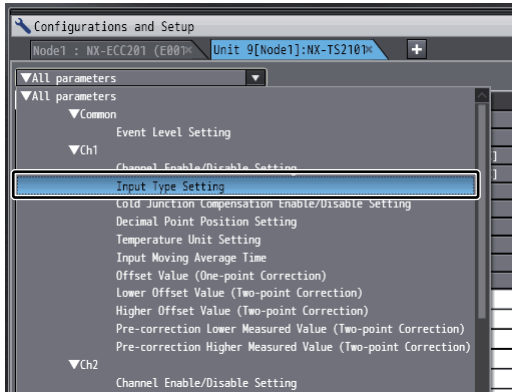 Configurations and Setup
Node1 : NX-ECC201 (E001 Unit 9[Node1]:NX-TS2101
▼All parameters ▼
▼All parameters
▼Common
Event Level Setting
▼Ch1
Channel Enable/Disable Setting
Input Type Setting
Cold Junction Compensation Enable/Disable Setting
Decimal Point Position Setting
Temperature Unit Setting
Input Moving Average Time
Offset Value (One-point Correction)
Lower Offset Value (Two-point Correction)
Higher Offset Value (Two-point Correction)
Pre-correction Lower Measured Value (Two-point Correction)
Pre-correction Higher Measured Value (Two-point Correction)
▼Ch2
Channel Enable/Disable Setting